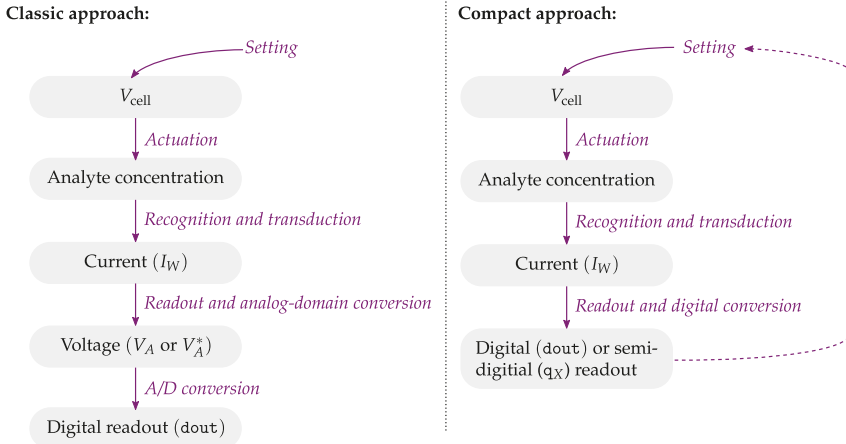 Classic approach:
Setting
V_cell
Actuation
Analyte concentration
Recognition and transduction
Current (I_W)
Readout and analog-domain conversion
Voltage (V_A or V_A^*)
A/D conversion
Digital readout (dout)
Compact approach:
Setting
V_cell
Actuation
Analyte concentration
Recognition and transduction
Current (I_W)
Readout and digital conversion
Digital (dout) or semi-
digitial (q_X) readout